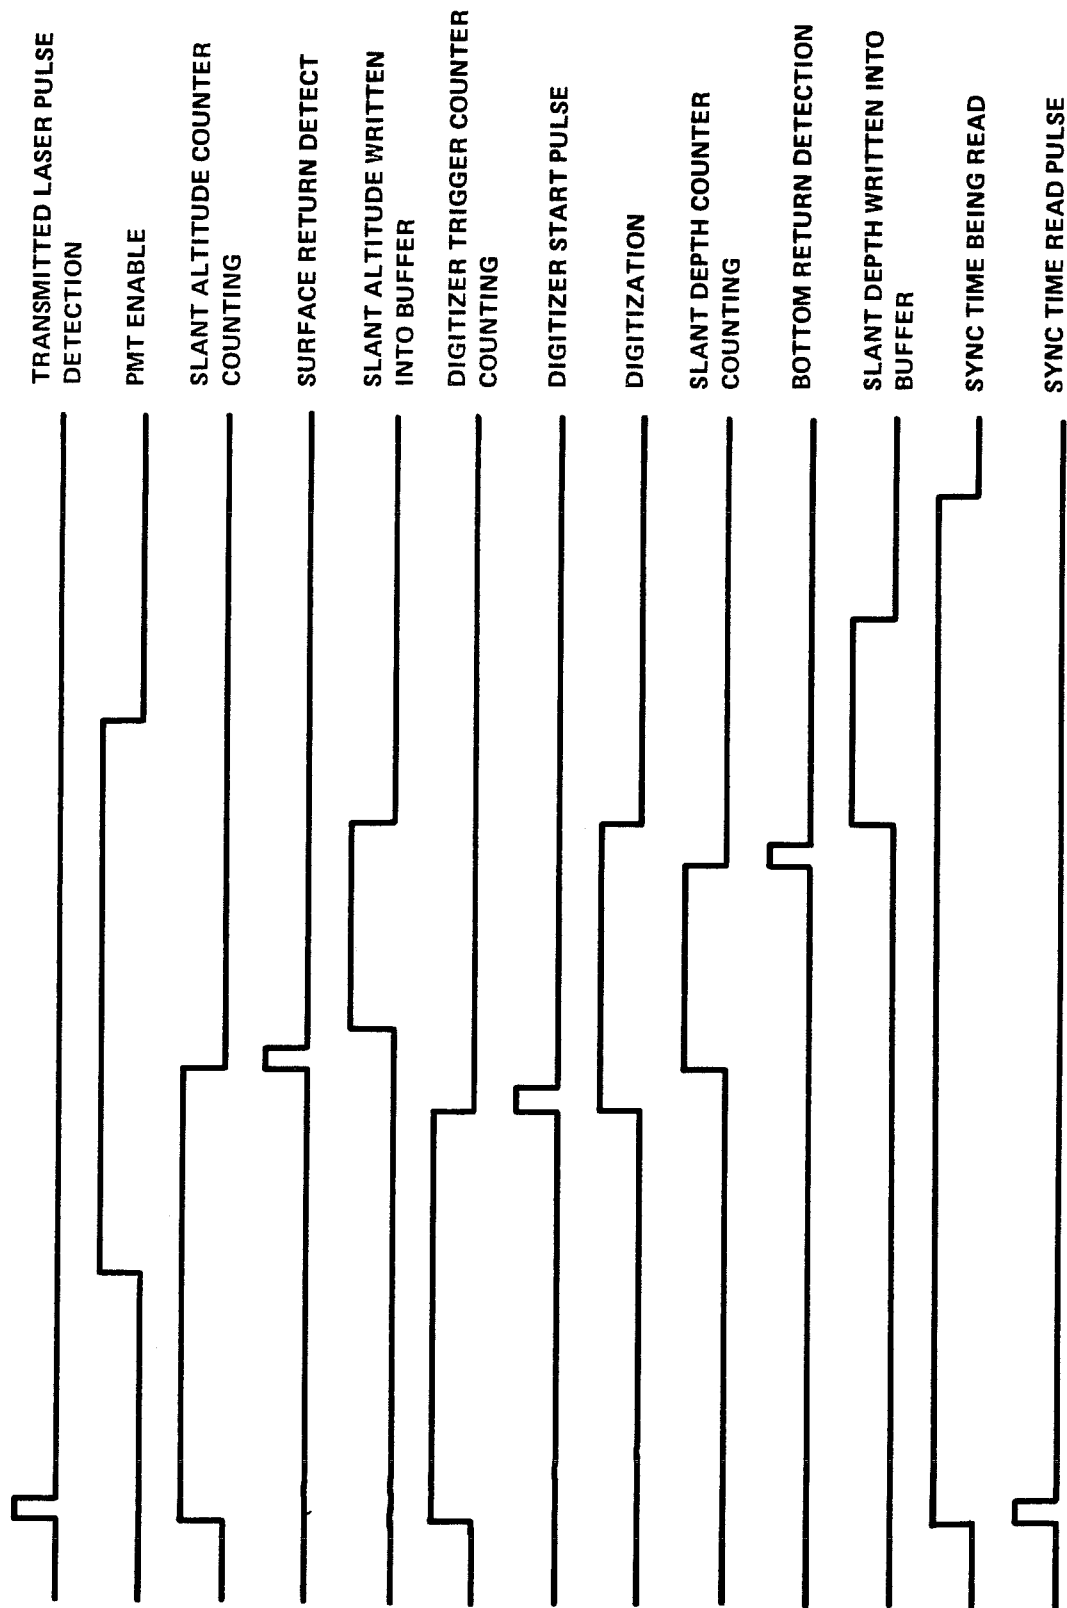 TRANSMITTED LASER PULSE
DETECTION
PMT ENABLE
SLANT ALTITUDE COUNTER
COUNTING
SURFACE RETURN DETECT
SLANT ALTITUDE WRITTEN
INTO BUFFER
DIGITIZER TRIGGER COUNTER
COUNTING
DIGITIZER START PULSE
DIGITIZATION
SLANT DEPTH COUNTER
COUNTING
BOTTOM RETURN DETECTION
SLANT DEPTH WRITTEN INTO
BUFFER
SYNC TIME BEING READ
SYNC TIME READ PULSE